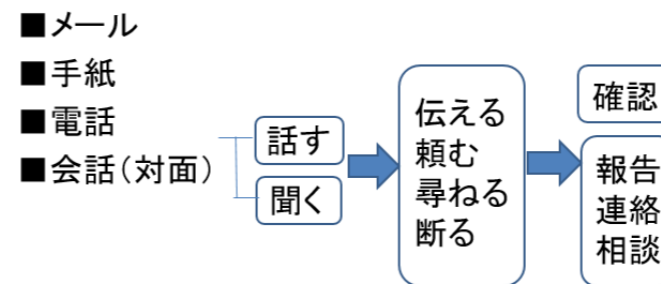 ■メール
■手紙
■電話
■会話(対面)
話す
聞く
伝える
頼む
尋ねる
断る
確認
報告
連絡
相談